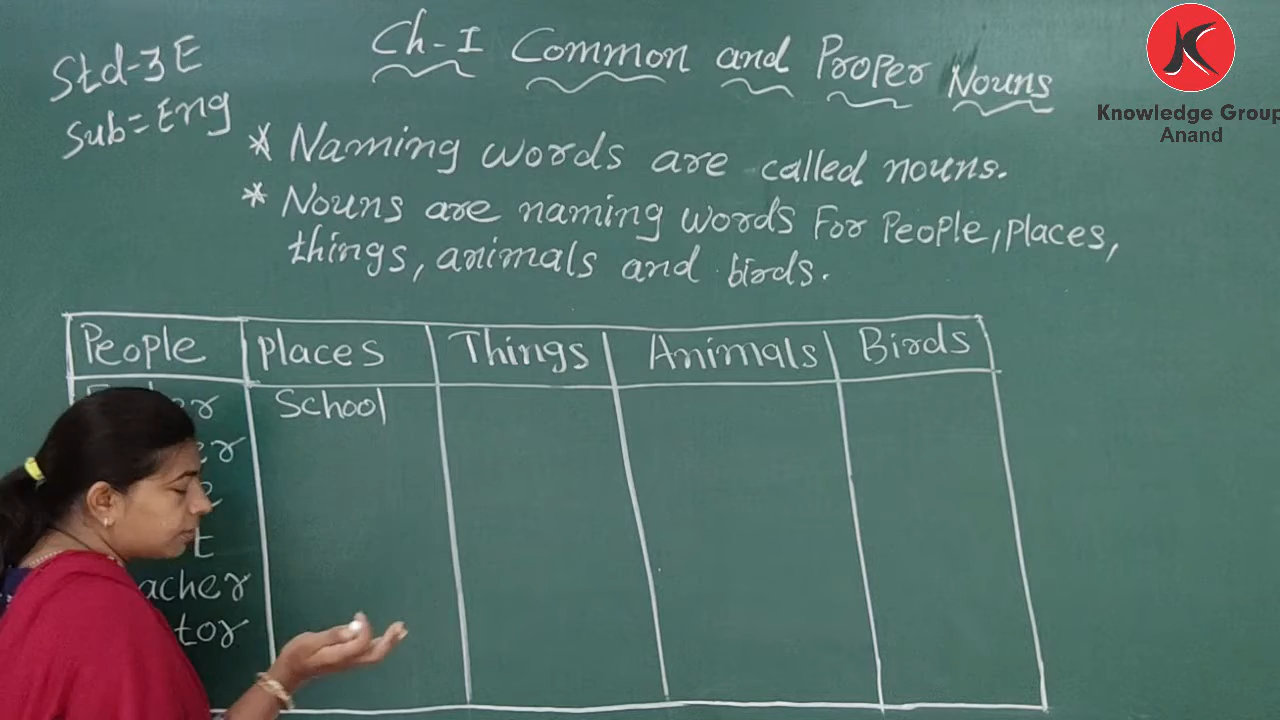 Ch-I Common and Proper Nouns
Std-3E
Sub=Eng
Knowledge Group
Anand
* Naming words are called nouns.
* Nouns are naming words For People, places,
things, animals and birds.
People Places Things Animals Birds
School